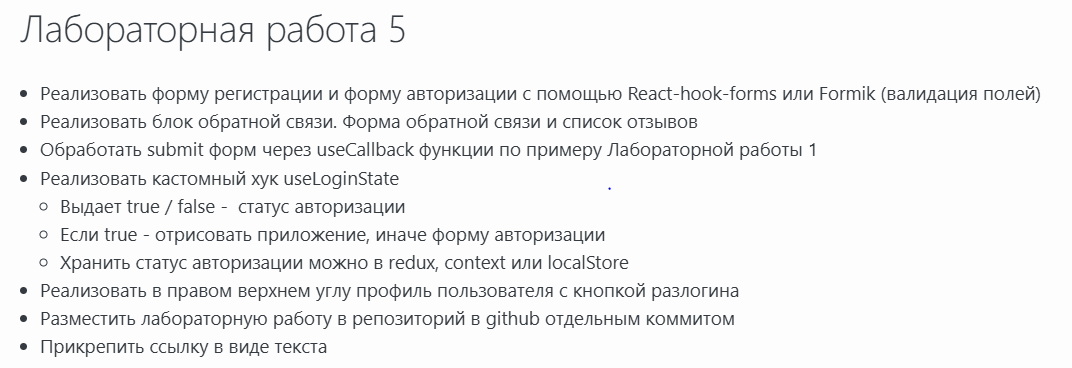 Лабораторная работа 5
Реализовать форму регистрации и форму авторизации с помощью React-hook-forms или Formik (валидация полей)
Реализовать блок обратной связи. Форма обратной связи и список отзывов
Обработать submit форм через useCallback функции по примеру Лабораторной работы 1
Реализовать кастомный хук useLoginState
Выдает true / false - статус авторизации
Если true - отрисовать приложение, иначе форму авторизации
Хранить статус авторизации можно в redux, context или localStore
Реализовать в правом верхнем углу профиль пользователя с кнопкой разлогина
Разместить лабораторную работу в репозиторий в github отдельным коммитом
Прикрепить ссылку в виде текста